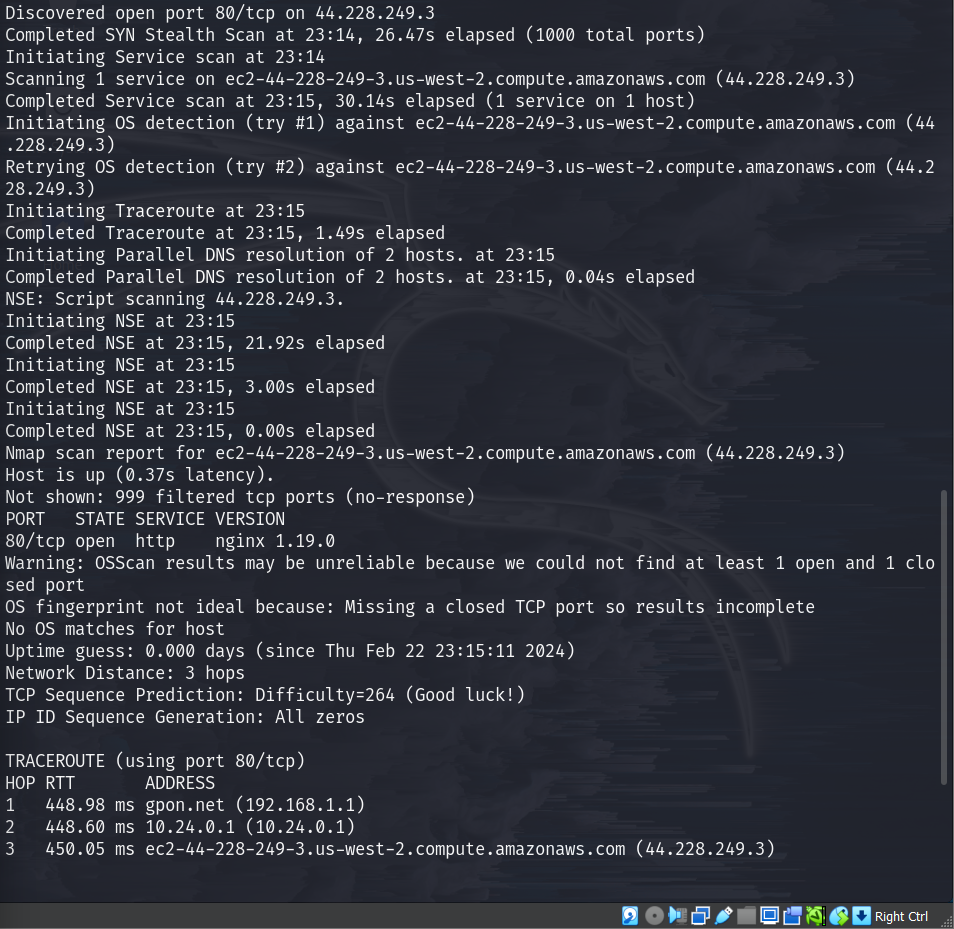 Discovered open port 80/tcp on 44.228.249.3
Completed SYN Stealth Scan at 23:14, 26.47s elapsed (1000 total ports)
Initiating Service scan at 23:14
Scanning 1 service on ec2-44-228-249-3.us-west-2.compute.amazonaws.com (44.228.249.3)
Completed Service scan at 23:15, 30.14s elapsed (1 service on 1 host)
Initiating OS detection (try #1) against ec2-44-228-249-3.us-west-2.compute.amazonaws.com (44
.228.249.3)
Retrying OS detection (try #2) against ec2-44-228-249-3.us-west-2.compute.amazonaws.com (44.2
28.249.3)
Initiating Traceroute at 23:15
Completed Traceroute at 23:15, 1.49s elapsed
Initiating Parallel DNS resolution of 2 hosts. at 23:15
Completed Parallel DNS resolution of 2 hosts. at 23:15, 0.04s elapsed
NSE: Script scanning 44.228.249.3.
Initiating NSE at 23:15
Completed NSE at 23:15, 21.92s elapsed
Initiating NSE at 23:15
Completed NSE at 23:15, 3.00s elapsed
Initiating NSE at 23:15
Completed NSE at 23:15, 0.00s elapsed
Nmap scan report for ec2-44-228-249-3.us-west-2.compute.amazonaws.com (44.228.249.3)
Host is up (0.37s latency).
Not shown: 999 filtered tcp ports (no-response)
PORT   STATE SERVICE VERSION
80/tcp open  http    nginx 1.19.0
Warning: OSScan results may be unreliable because we could not find at least 1 open and 1 clo
sed port
OS fingerprint not ideal because: Missing a closed TCP port so results incomplete
No OS matches for host
Uptime guess: 0.000 days (since Thu Feb 22 23:15:11 2024)
Network Distance: 3 hops
TCP Sequence Prediction: Difficulty=264 (Good luck!)
IP ID Sequence Generation: All zeros
TRACEROUTE (using port 80/tcp)
HOP RTT       ADDRESS
1   448.98 ms gpon.net (192.168.1.1)
2   448.60 ms 10.24.0.1 (10.24.0.1)
3   450.05 ms ec2-44-228-249-3.us-west-2.compute.amazonaws.com (44.228.249.3)
Right Ctrl